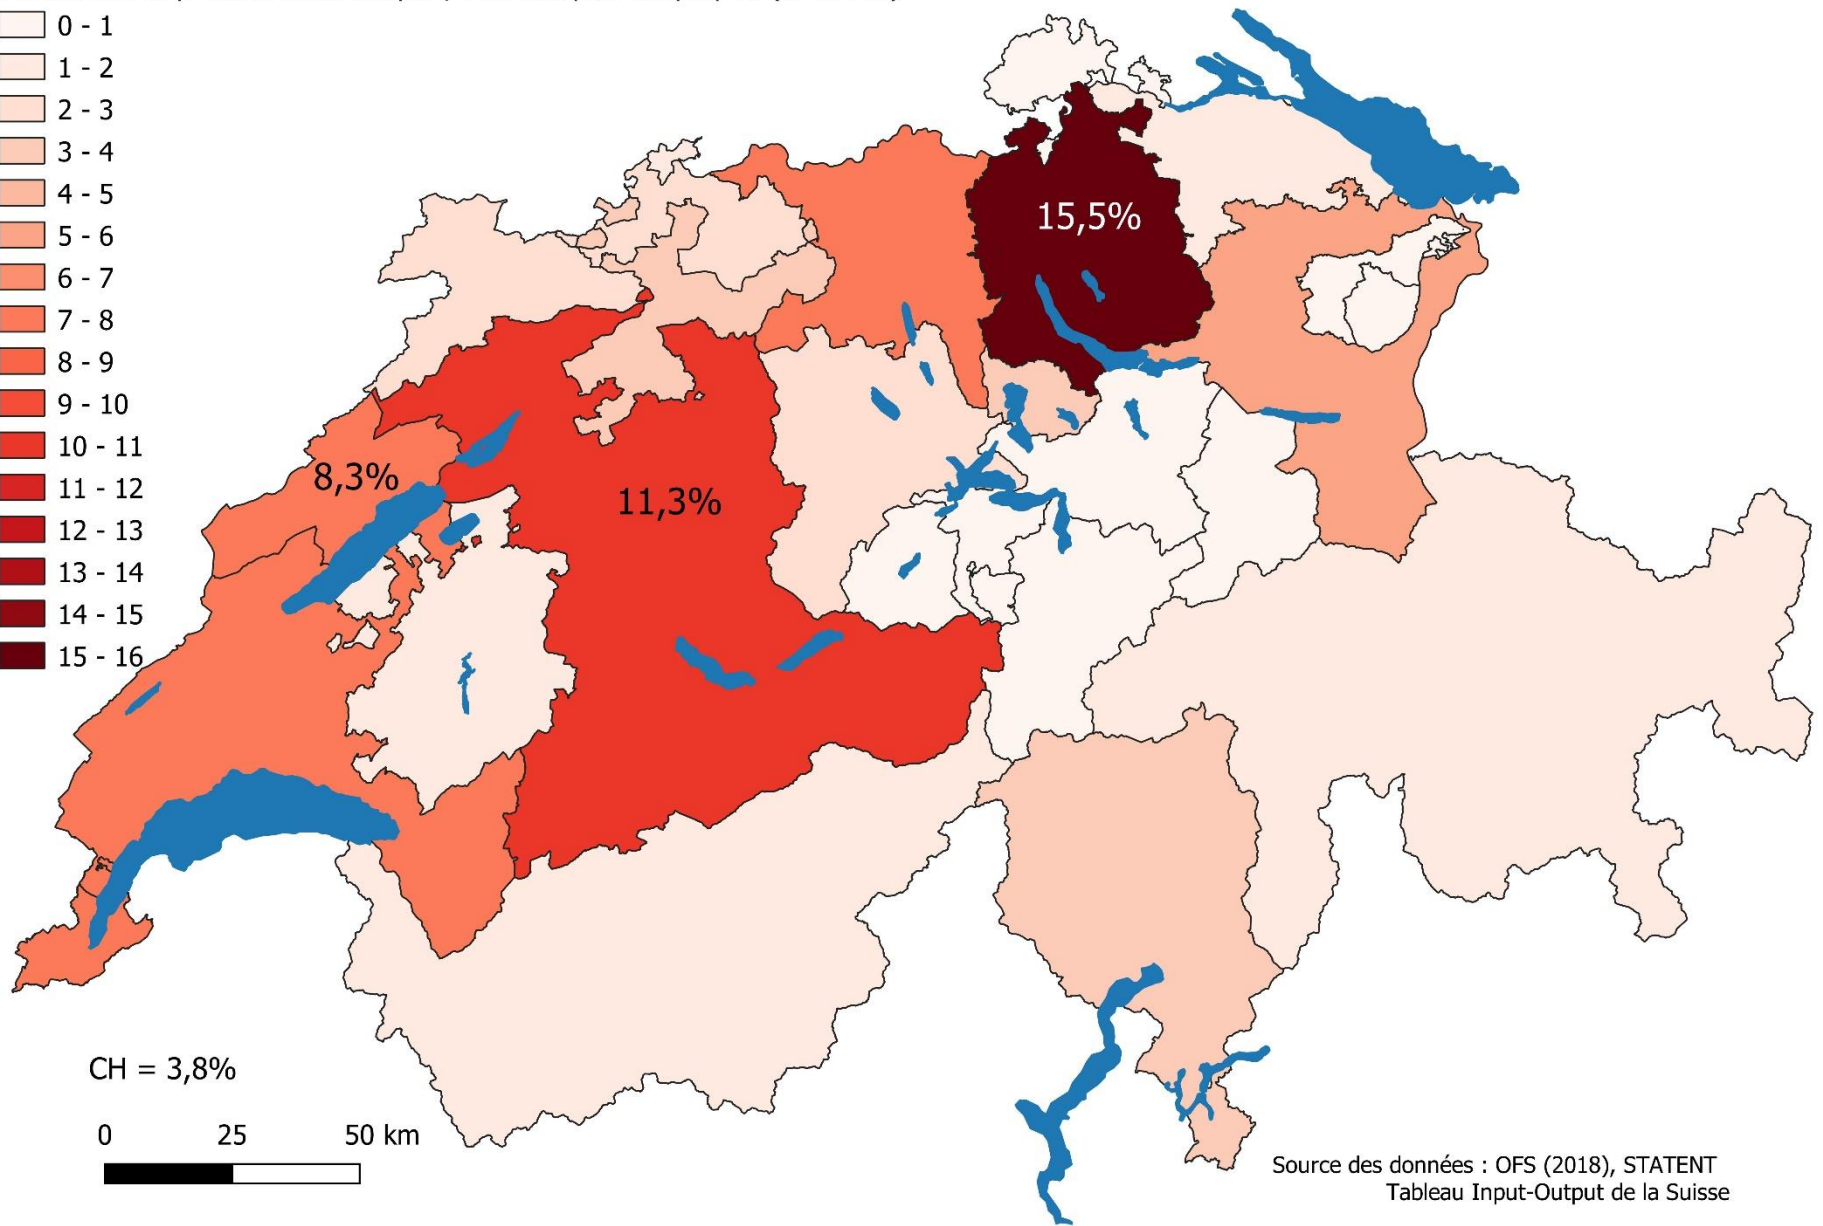 0 - 1
1 - 2
2 - 3
3 - 4
4 - 5
5 - 6
6 - 7
7 - 8
8 - 9
9 - 10
10 - 11
11 - 12
12 - 13
13 - 14
14 - 15
15 - 16
15,5%
8,3%
11,3%
CH = 3,8%
0 25 50 km
Source des données : OFS (2018), STATENT
Tableau Input-Output de la Suisse